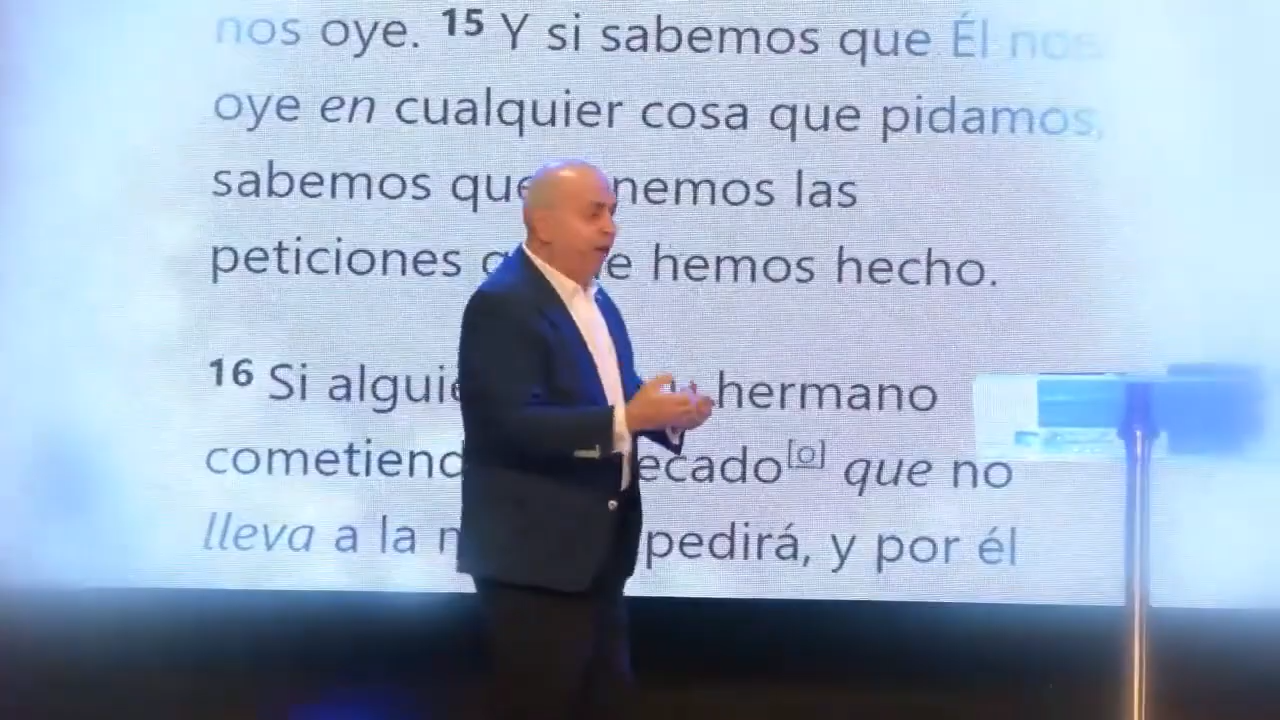 nos oye. 15 Y si sabemos que Él nos
oye en cualquier cosa que pidamos,
sabemos que nemos las
peticiones e hemos hecho.
16 Si alguie hermano
cometiend ecado[o] que no
lleva a la pedirá, y por él